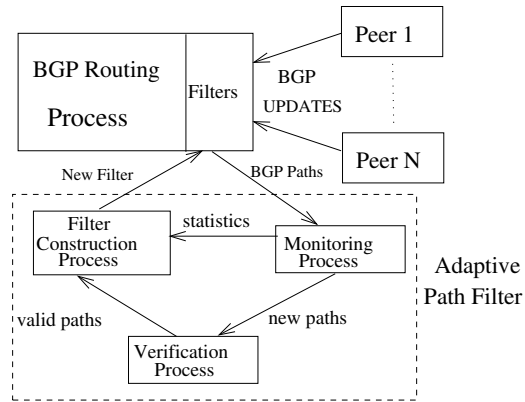 Peer 1
BGP Routing
Process
Filters
BGP
UPDATES
Peer N
New Filter
BGP Paths
Filter
Construction
Process
statistics
Monitoring
Process
Adaptive
Path Filter
valid paths
new paths
Verification
Process